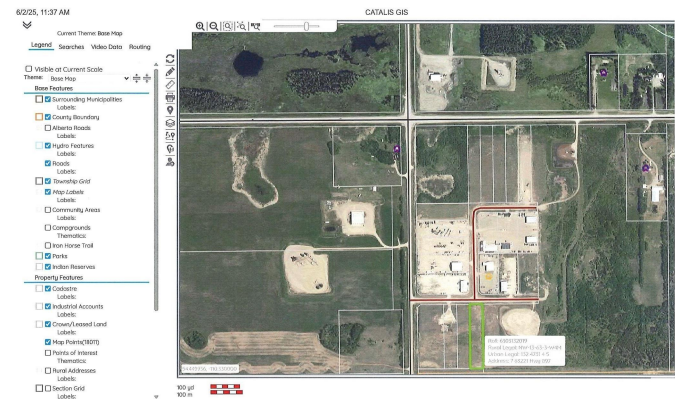 6/2/25, 11:37 AM
CATALIS GIS
Current Theme: Base Map
Legend Searches Video Data Routing
Visible at Current Scale
Theme: Base Map
Base Features
Surrounding Municipalities
Labels:
County Boundary
Labels:
Alberta Roads
Labels:
Hydro Features
Labels:
Roads
Labels:
Township Grid
Map Labels
Labels:
Community Areas
Labels:
Campgrounds
Thematics:
Iron Horse Trail
Parks
Indian Reserves
Property Features
Cadastre
Labels:
Industrial Accounts
Labels:
Crown/Leased Land
Labels:
Map Points(18011)
Points of Interest
Thematics:
Rural Addresses
Labels:
Section Grid
Labels:
100 yd
100 m